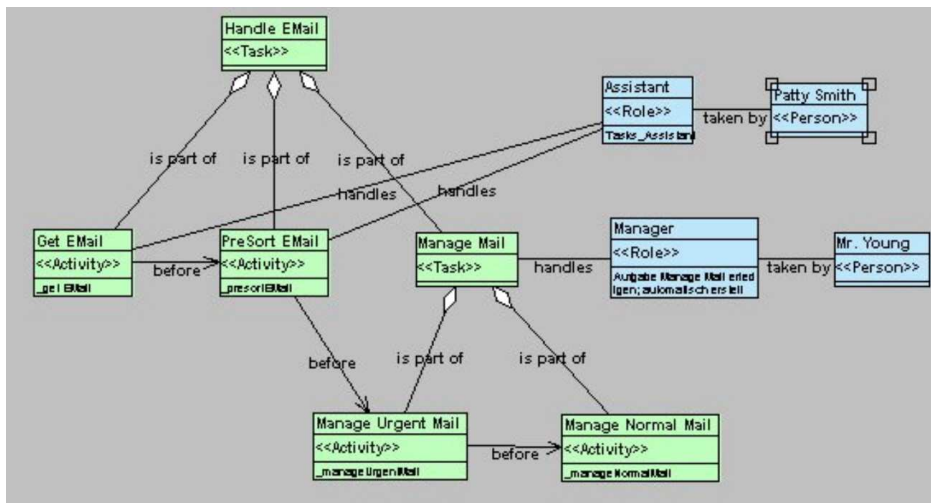 Handle EMail
<<Task>>
Assistant
<<Role>>
Tasks_Assistant
taken by
Patty Smith
<<Person>>
is part of
is part of
is part of
handles
handles
Get EMail
<<Activity>>
_getEMail
before
PreSort EMail
<<Activity>>
_presortEMail
Manage Mail
<<Task>>
handles
Manager
<<Role>>
Aufgabe Manage Mail erled
igen; automatisch erstell
taken by
Mr. Young
<<Person>>
before
is part of
is part of
Manage Urgent Mail
<<Activity>>
_manageUrgentMail
before
Manage Normal Mail
<<Activity>>
_manageNormalMail